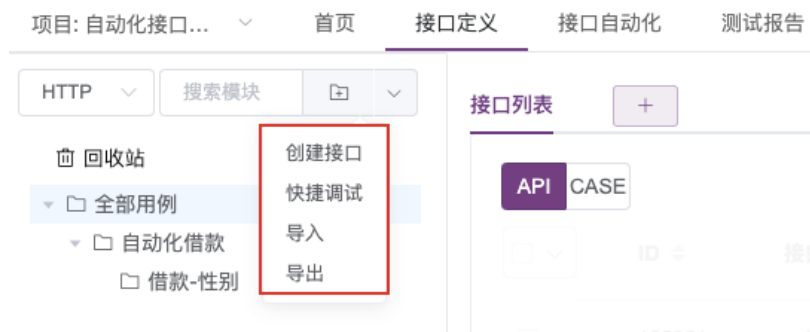 项目: 自动化接口... 首页 接口定义 接口自动化 测试报告
HTTP 搜索模块
接口列表 +
创建接口
回收站
API CASE
快捷调试
全部用例
导入
自动化借款
ID
导出
借款-性别